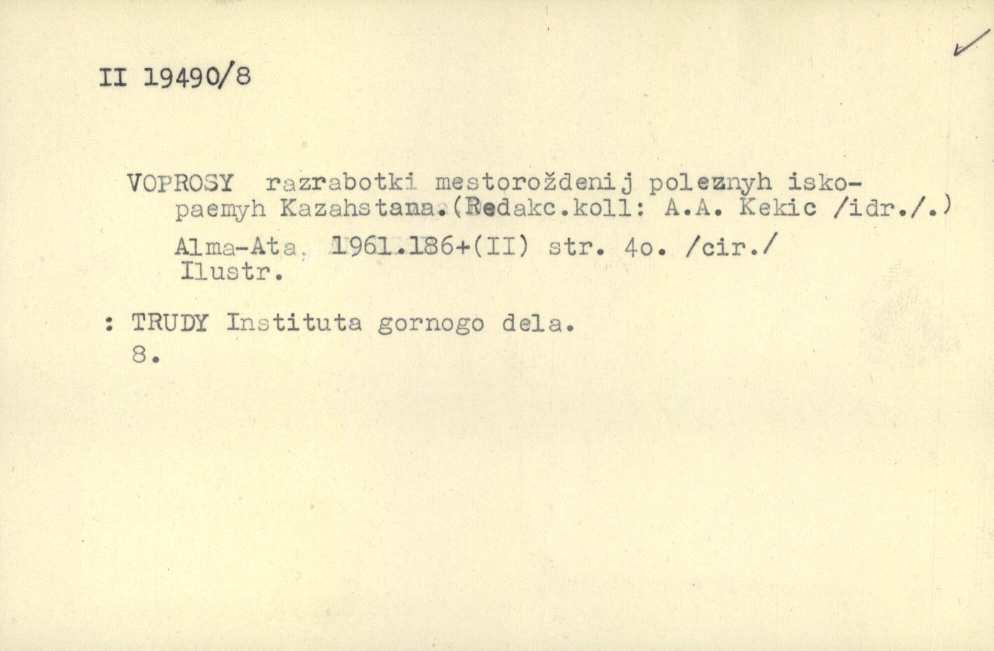 II 19490/8
VOPROSY razrabotki mestoroždenij poleznyh isko-
paemyh Kazahstana.(Redakc.koll: A.A. Kekic /idr./.)
Alma-Ata, 1961.186+(II) str. 4o. /cir./
Ilustr.
: TRUDY Instituta gornogo dela.
8.